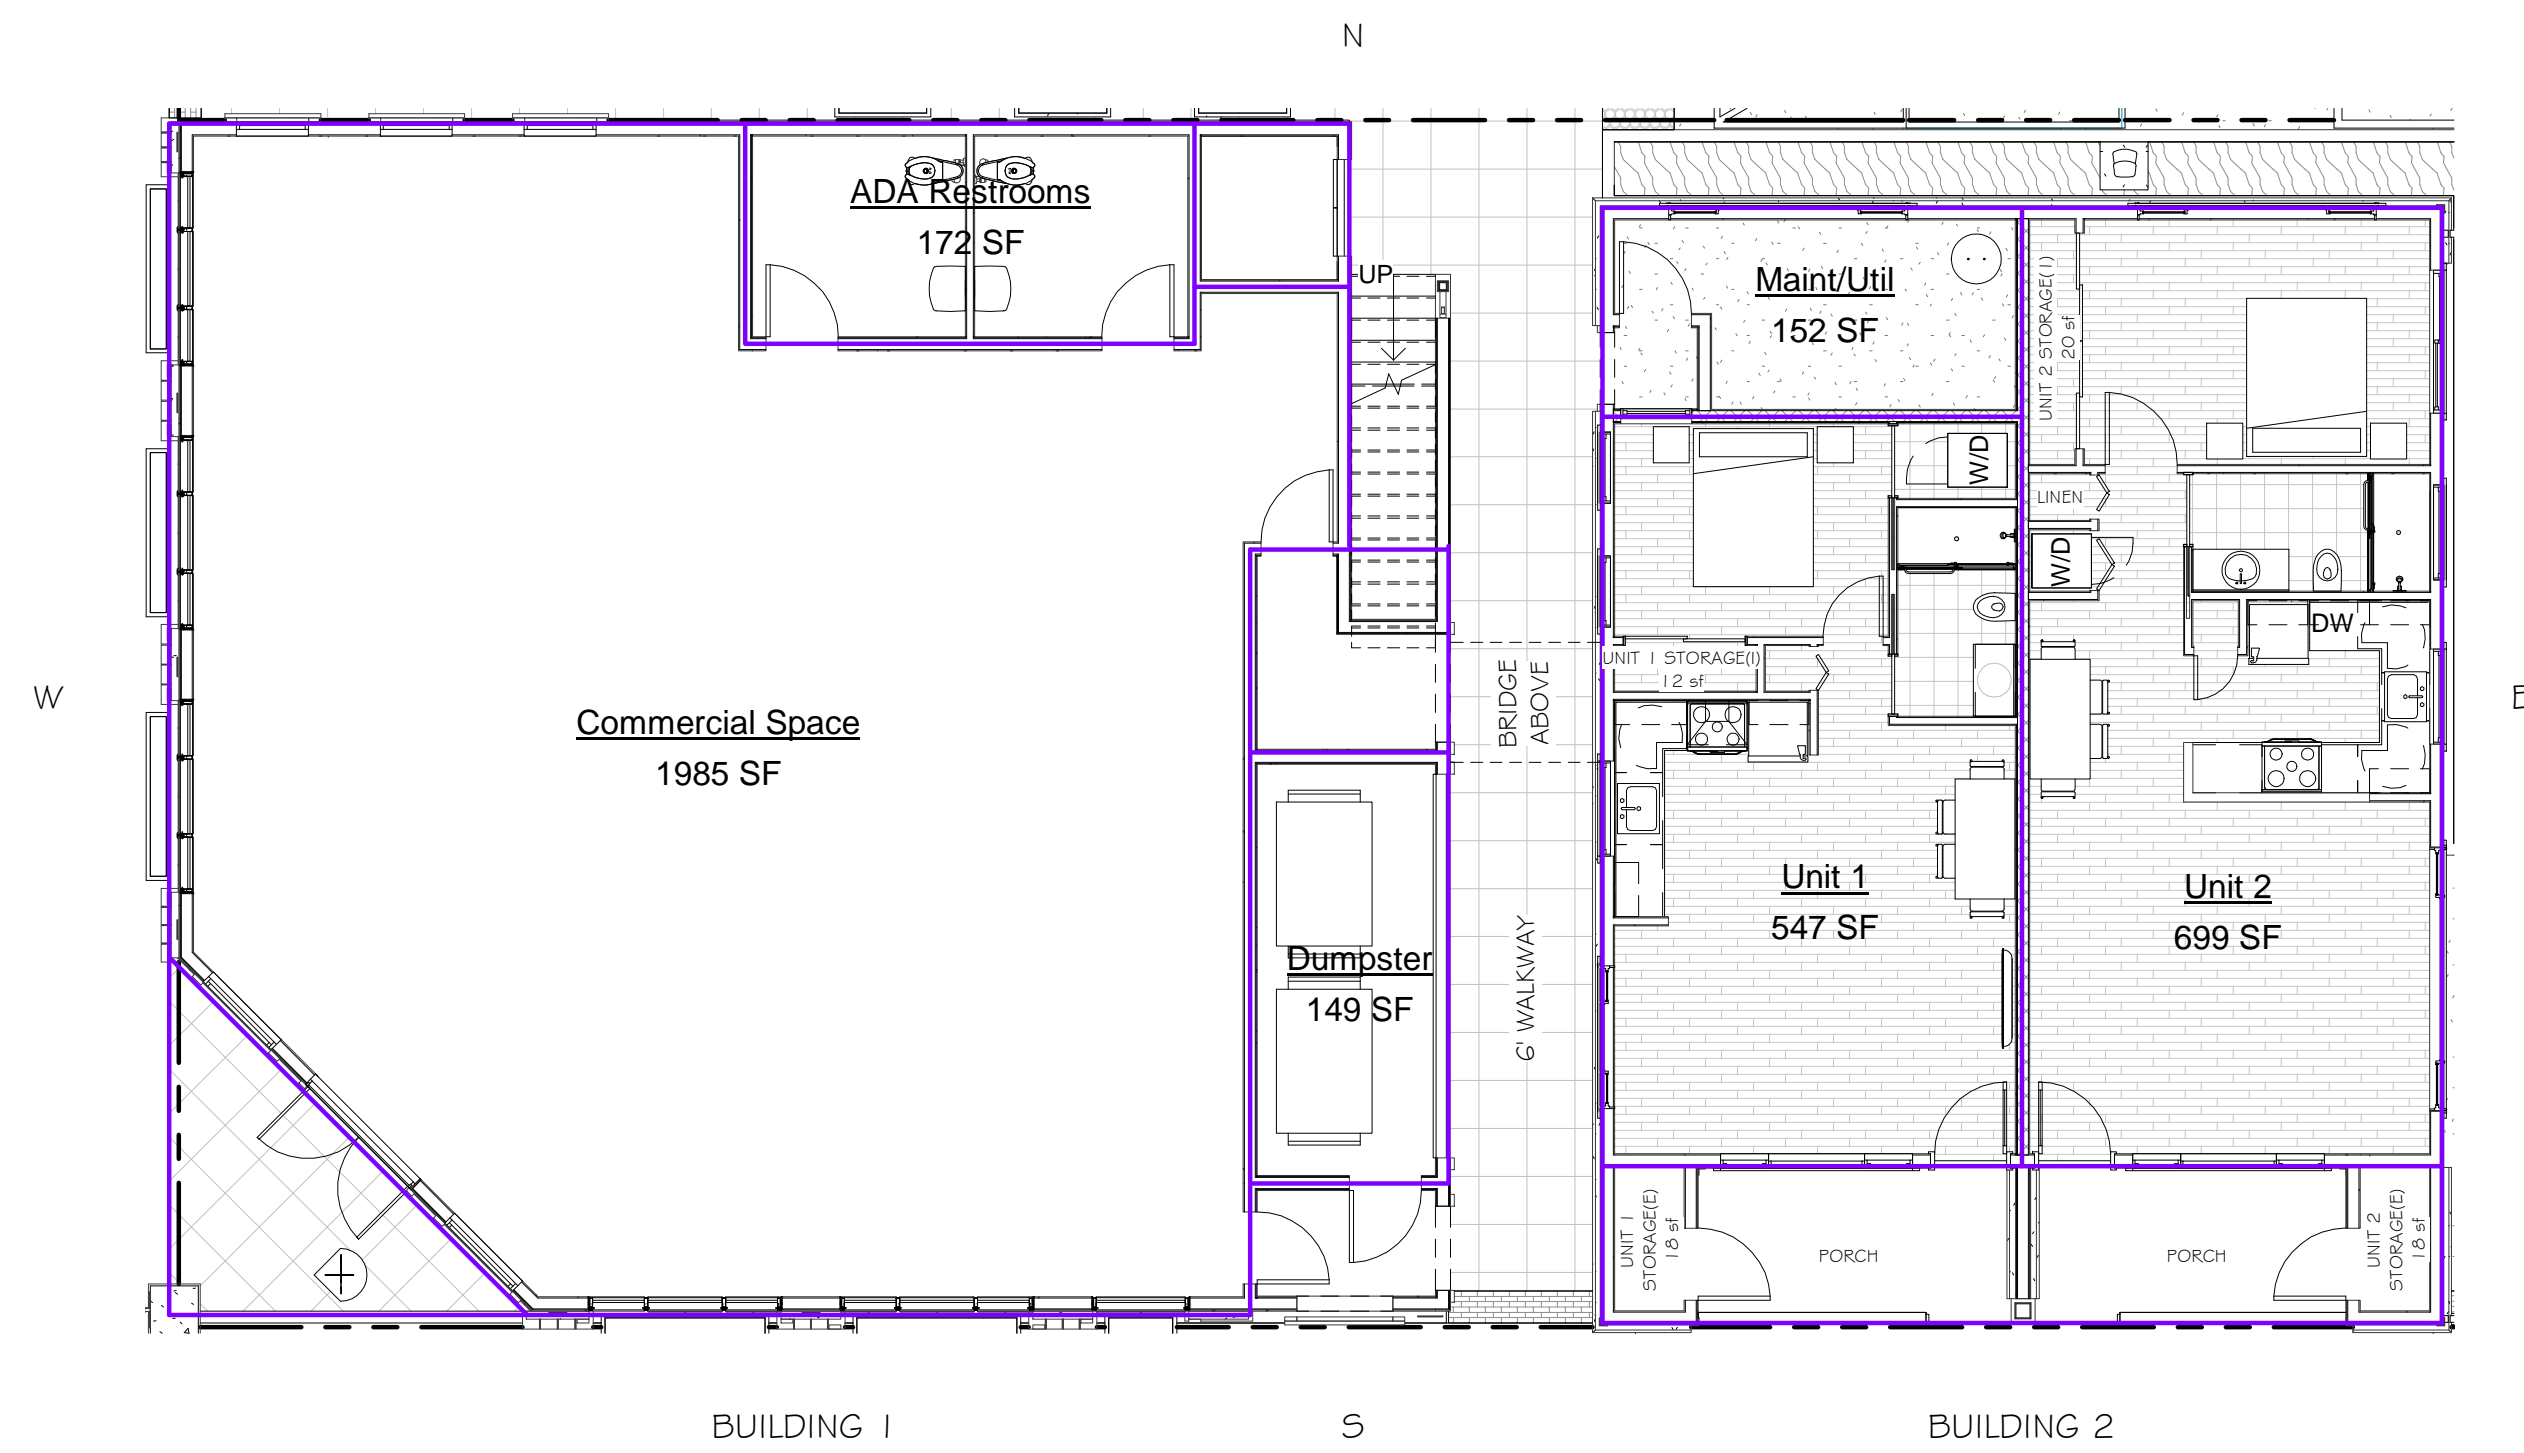 N
ADA Restrooms
172 SF
UP
Maint/Util
152 SF
UNIT 2 STORAGE(I)
20 sf
W/D
LINEN
W/D
DW
UNIT 1 STORAGE(I)
12 sf
BRIDGE
ABOVE
W
Commercial Space
1985 SF
Unit 1
547 SF
Unit 2
699 SF
Dumpster
149 SF
6' WALKWAY
UNIT 1
STORAGE(E)
18 sf
PORCH
PORCH
UNIT 2
STORAGE(E)
18 sf
BUILDING 1
S
BUILDING 2